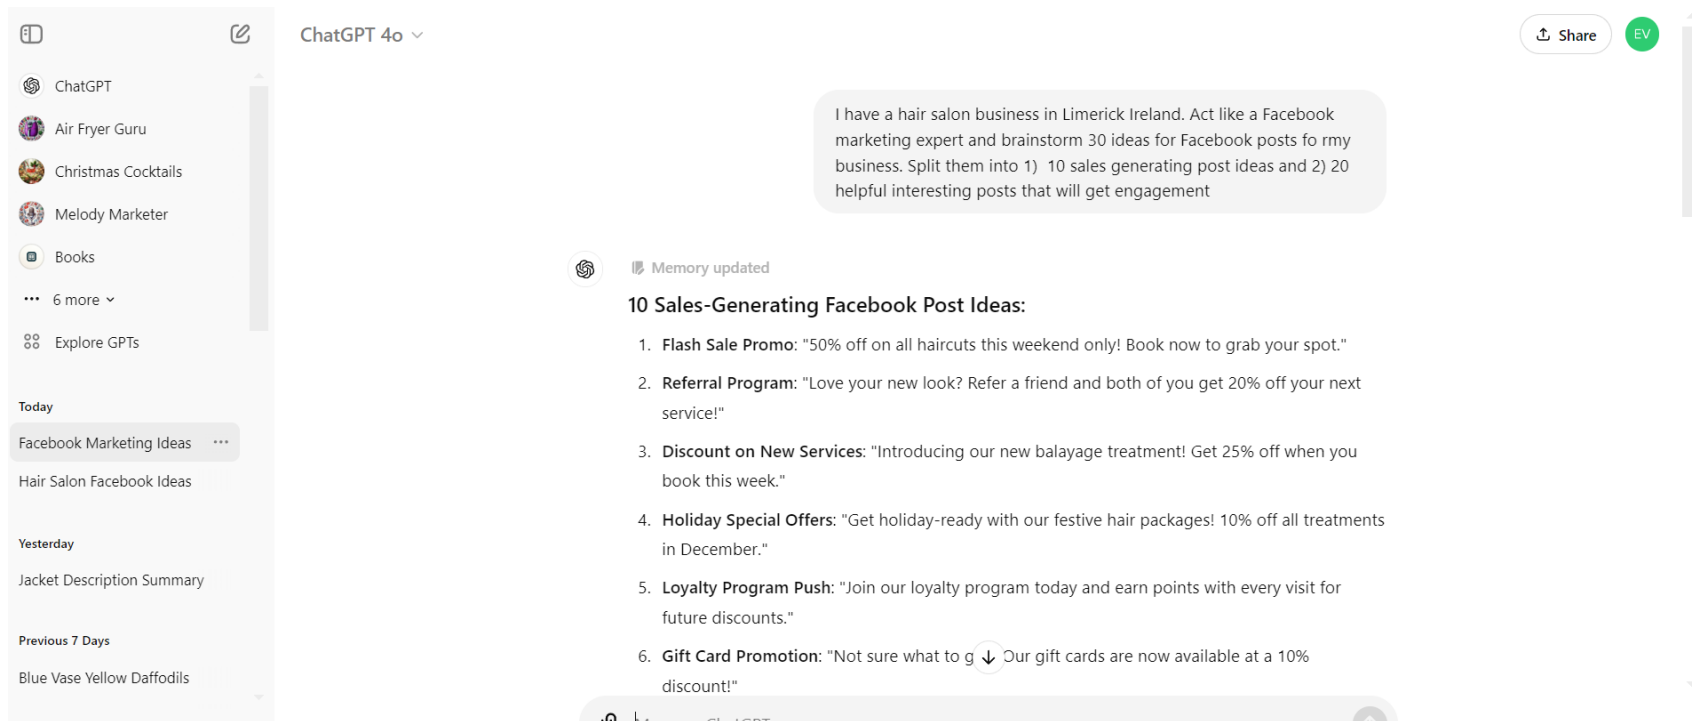 ChatGPT 4o
Share
EV
ChatGPT
Air Fryer Guru
Christmas Cocktails
Melody Marketer
Books
6 more
Explore GPTs
Today
Facebook Marketing Ideas
Hair Salon Facebook Ideas
Yesterday
Jacket Description Summary
Previous 7 Days
Blue Vase Yellow Daffodils
I have a hair salon business in Limerick Ireland. Act like a Facebook
marketing expert and brainstorm 30 ideas for Facebook posts fo rmy
business. Split them into 1)  10 sales generating post ideas and 2) 20
helpful interesting posts that will get engagement
Memory updated
10 Sales-Generating Facebook Post Ideas:
1. Flash Sale Promo: "50% off on all haircuts this weekend only! Book now to grab your spot."
2. Referral Program: "Love your new look? Refer a friend and both of you get 20% off your next
service!"
3. Discount on New Services: "Introducing our new balayage treatment! Get 25% off when you
book this week."
4. Holiday Special Offers: "Get holiday-ready with our festive hair packages! 10% off all treatments
in December."
5. Loyalty Program Push: "Join our loyalty program today and earn points with every visit for
future discounts."
6. Gift Card Promotion: "Not sure what to Our gift cards are now available at a 10%
discount!"